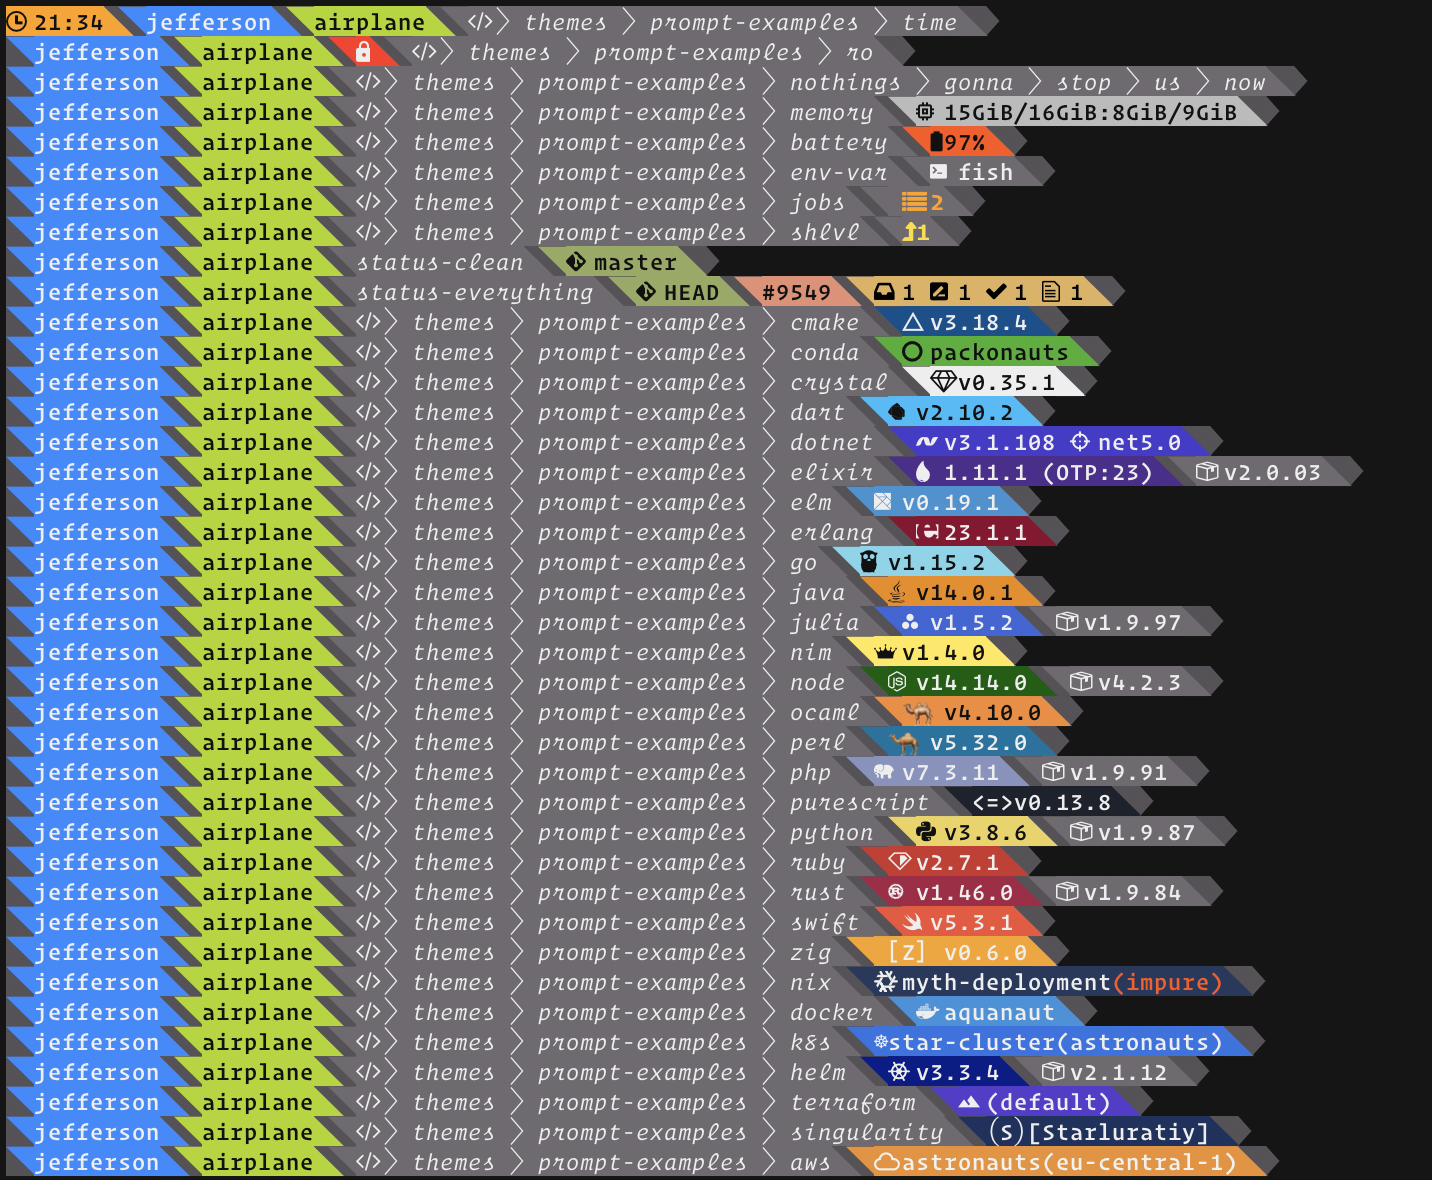 21:34 jefferson airplane </> themes prompt-examples time
jefferson airplane </> themes prompt-examples ro
jefferson airplane </> themes prompt-examples nothings gonna stop us now
jefferson airplane </> themes prompt-examples memory 15GiB/16GiB:8GiB/9GiB
jefferson airplane </> themes prompt-examples battery 97%
jefferson airplane </> themes prompt-examples env-var fish
jefferson airplane </> themes prompt-examples jobs 2
jefferson airplane </> themes prompt-examples shlvl 1
jefferson airplane status-clean master
jefferson airplane status-everything HEAD #9549 1 1 1 1
jefferson airplane </> themes prompt-examples cmake v3.18.4
jefferson airplane </> themes prompt-examples conda packonauts
jefferson airplane </> themes prompt-examples crystal v0.35.1
jefferson airplane </> themes prompt-examples dart v2.10.2
jefferson airplane </> themes prompt-examples dotnet v3.1.108 net5.0
jefferson airplane </> themes prompt-examples elixir 1.11.1 (OTP:23) v2.0.03
jefferson airplane </> themes prompt-examples elm v0.19.1
jefferson airplane </> themes prompt-examples erlang 23.1.1
jefferson airplane </> themes prompt-examples go v1.15.2
jefferson airplane </> themes prompt-examples java v14.0.1
jefferson airplane </> themes prompt-examples julia v1.5.2 v1.9.97
jefferson airplane </> themes prompt-examples nim v1.4.0
jefferson airplane </> themes prompt-examples node v14.14.0 v4.2.3
jefferson airplane </> themes prompt-examples ocaml v4.10.0
jefferson airplane </> themes prompt-examples perl v5.32.0
jefferson airplane </> themes prompt-examples php v7.3.11 v1.9.91
jefferson airplane </> themes prompt-examples purescript <=>v0.13.8
jefferson airplane </> themes prompt-examples python v3.8.6 v1.9.87
jefferson airplane </> themes prompt-examples ruby v2.7.1
jefferson airplane </> themes prompt-examples rust v1.46.0 v1.9.84
jefferson airplane </> themes prompt-examples swift v5.3.1
jefferson airplane </> themes prompt-examples zig [Z] v0.6.0
jefferson airplane </> themes prompt-examples nix myth-deployment(impure)
jefferson airplane </> themes prompt-examples docker aquanaut
jefferson airplane </> themes prompt-examples k8s ☸star-cluster(astronauts)
jefferson airplane </> themes prompt-examples helm v3.3.4 v2.1.12
jefferson airplane </> themes prompt-examples terraform (default)
jefferson airplane </> themes prompt-examples singularity (S)[Starluratiy]
jefferson airplane </> themes prompt-examples aws astronauts(eu-central-1)